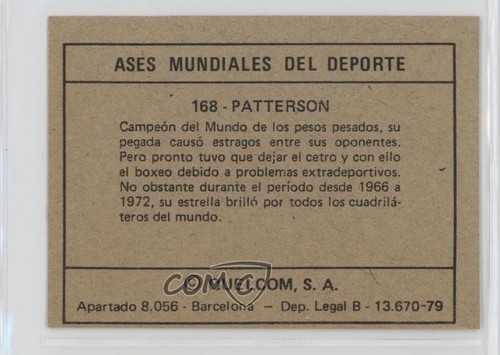 ASES MUNDIALES DEL DEPORTE
168 - PATTERSON
Campeón del Mundo de los pesos pesados, su
pegada causó estragos entre sus oponentes.
Pero pronto tuvo que dejar el cetro y con ello
el boxeo debido a problemas extradeportivos.
No obstante durante el período desde 1966 a
1972, su estrella brilló por todos los cuadrilá-
teros del mundo.
© QUELCOM, S. A.
Apartado 8.056 - Barcelona — Dep. Legal B - 13.670-79
COMC